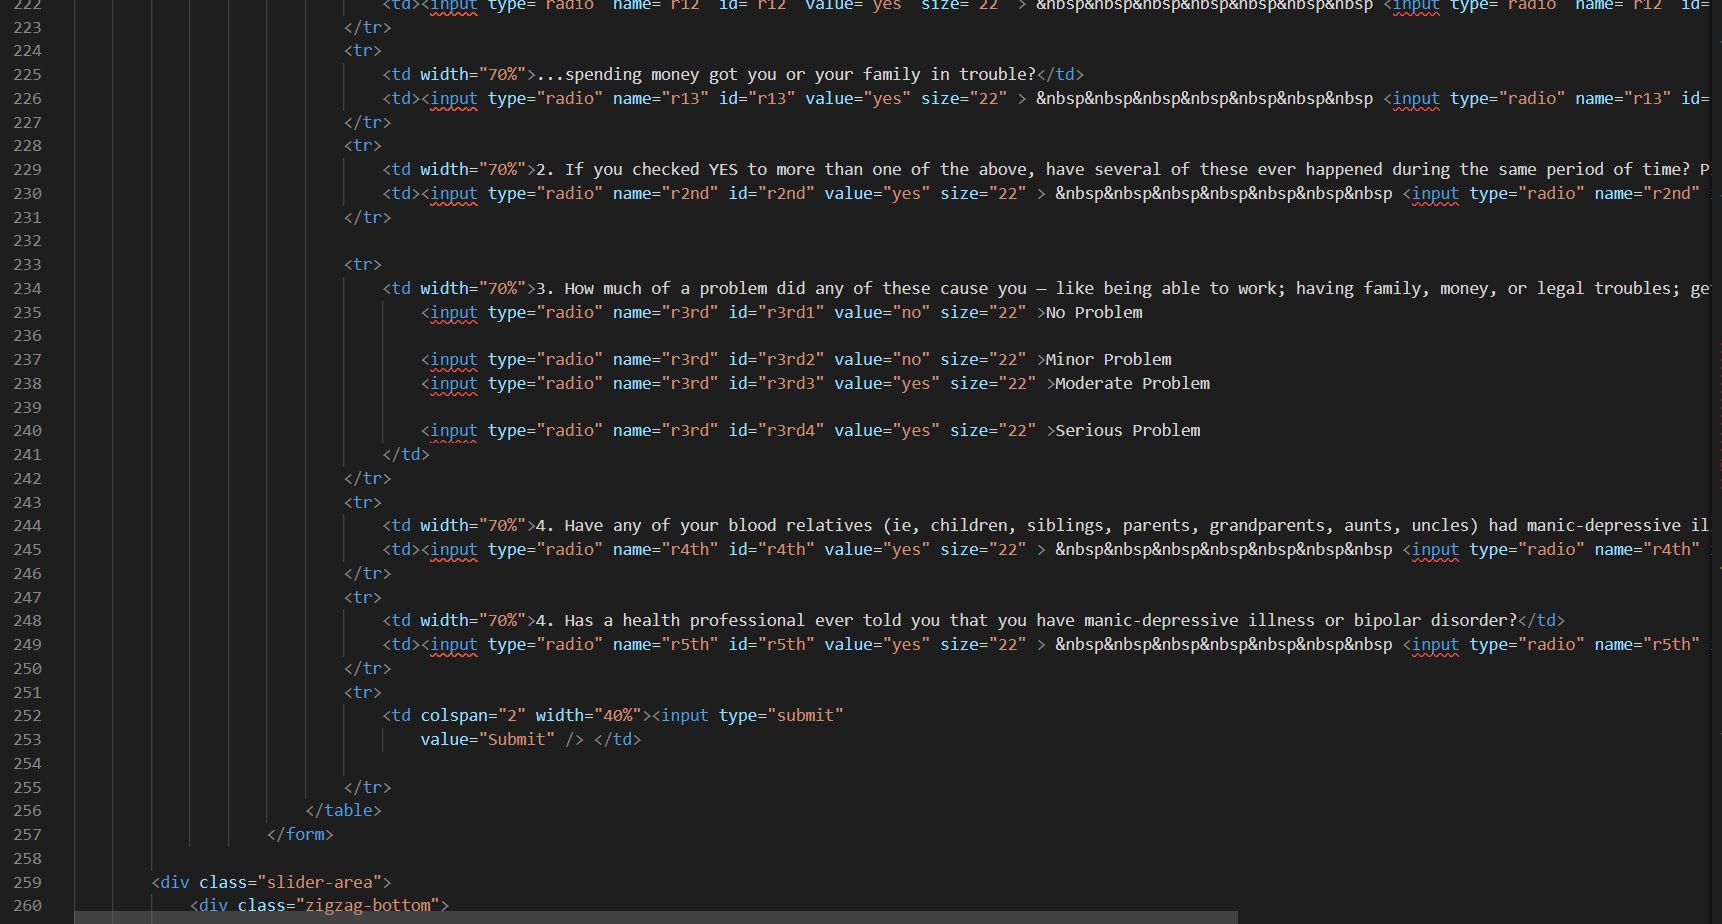 222 <td><input type="radio" name="r12" id="r12" value="yes" size="22" > &nbsp&nbsp&nbsp&nbsp&nbsp&nbsp&nbsp <input type="radio" name="r12" id=
223 </tr>
224 <tr>
225 <td width="70%">...spending money got you or your family in trouble?</td>
226 <td><input type="radio" name="r13" id="r13" value="yes" size="22" > &nbsp&nbsp&nbsp&nbsp&nbsp&nbsp&nbsp <input type="radio" name="r13" id=
227 </tr>
228 <tr>
229 <td width="70%">2. If you checked YES to more than one of the above, have several of these ever happened during the same period of time? P
230 <td><input type="radio" name="r2nd" id="r2nd" value="yes" size="22" > &nbsp&nbsp&nbsp&nbsp&nbsp&nbsp&nbsp <input type="radio" name="r2nd"
231 </tr>
232
233 <tr>
234 <td width="70%">3. How much of a problem did any of these cause you — like being able to work; having family, money, or legal troubles; ge
235 <input type="radio" name="r3rd" id="r3rd1" value="no" size="22" >No Problem
236
237 <input type="radio" name="r3rd" id="r3rd2" value="no" size="22" >Minor Problem
238 <input type="radio" name="r3rd" id="r3rd3" value="yes" size="22" >Moderate Problem
239
240 <input type="radio" name="r3rd" id="r3rd4" value="yes" size="22" >Serious Problem
241 </td>
242 </tr>
243 <tr>
244 <td width="70%">4. Have any of your blood relatives (ie, children, siblings, parents, grandparents, aunts, uncles) had manic-depressive il
245 <td><input type="radio" name="r4th" id="r4th" value="yes" size="22" > &nbsp&nbsp&nbsp&nbsp&nbsp&nbsp&nbsp <input type="radio" name="r4th"
246 </tr>
247 <tr>
248 <td width="70%">4. Has a health professional ever told you that you have manic-depressive illness or bipolar disorder?</td>
249 <td><input type="radio" name="r5th" id="r5th" value="yes" size="22" > &nbsp&nbsp&nbsp&nbsp&nbsp&nbsp&nbsp <input type="radio" name="r5th"
250 </tr>
251 <tr>
252 <td colspan="2" width="40%"><input type="submit"
253 value="Submit" /> </td>
254
255 </tr>
256 </table>
257 </form>
258
259 <div class="slider-area">
260 <div class="zigzag-bottom">